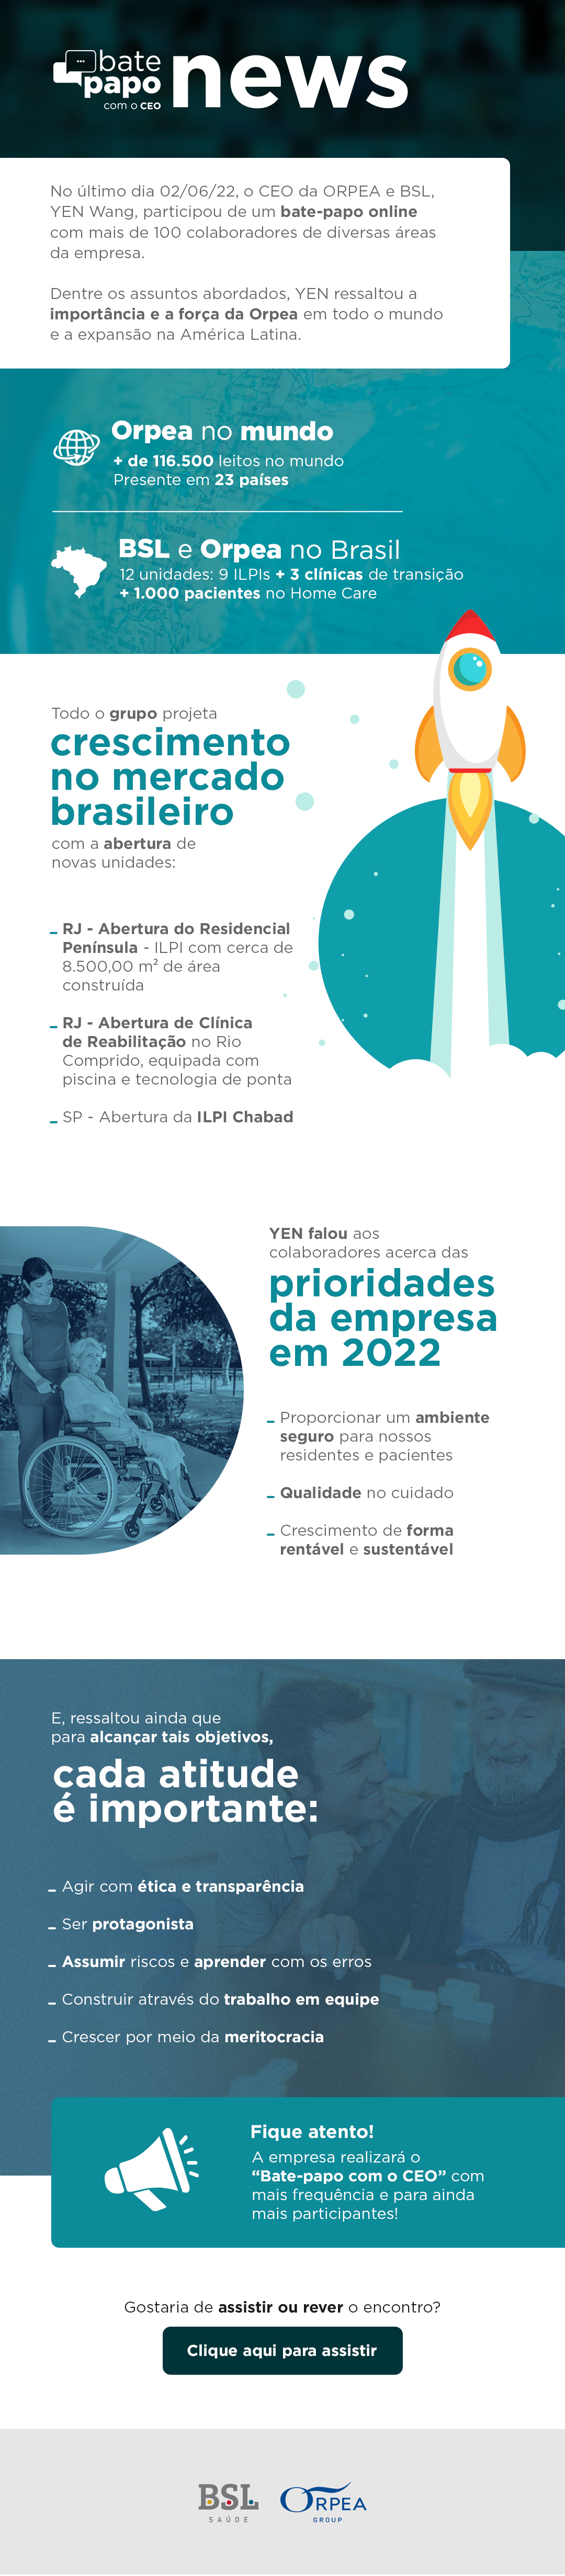 bate
papo
com o CEO
news
No último dia 02/06/22, o CEO da ORPEA e BSL,
YEN Wang, participou de um bate-papo online
com mais de 100 colaboradores de diversas áreas
da empresa.
Dentre os assuntos abordados, YEN ressaltou a
importância e a força da Orpea em todo o mundo
e a expansão na América Latina.
Orpea no mundo
+ de 116.500 leitos no mundo
Presente em 23 países
BSL e Orpea no Brasil
12 unidades: 9 ILPIs + 3 clínicas de transição
+ 1.000 pacientes no Home Care
Todo o grupo projeta
crescimento
no mercado
brasileiro
com a abertura de
novas unidades:
RJ - Abertura do Residencial
Península - ILPI com cerca de
8.500,00 m² de área
construída
RJ - Abertura de Clínica
de Reabilitação no Rio
Comprido, equipada com
piscina e tecnologia de ponta
SP - Abertura da ILPI Chabad
YEN falou aos
colaboradores acerca das
prioridades
da empresa
em 2022
Proporcionar um ambiente
seguro para nossos
residentes e pacientes
Qualidade no cuidado
Crescimento de forma
rentável e sustentável
E, ressaltou ainda que
para alcançar tais objetivos,
cada atitude
é importante:
Agir com ética e transparência
Ser protagonista
Assumir riscos e aprender com os erros
Construir através do trabalho em equipe
Crescer por meio da meritocracia
Fique atento!
A empresa realizará o
“Bate-papo com o CEO” com
mais frequência e para ainda
mais participantes!
Gostaria de assistir ou rever o encontro?
Clique aqui para assistir
BSL
SAÚDE
ORPEA
GROUP